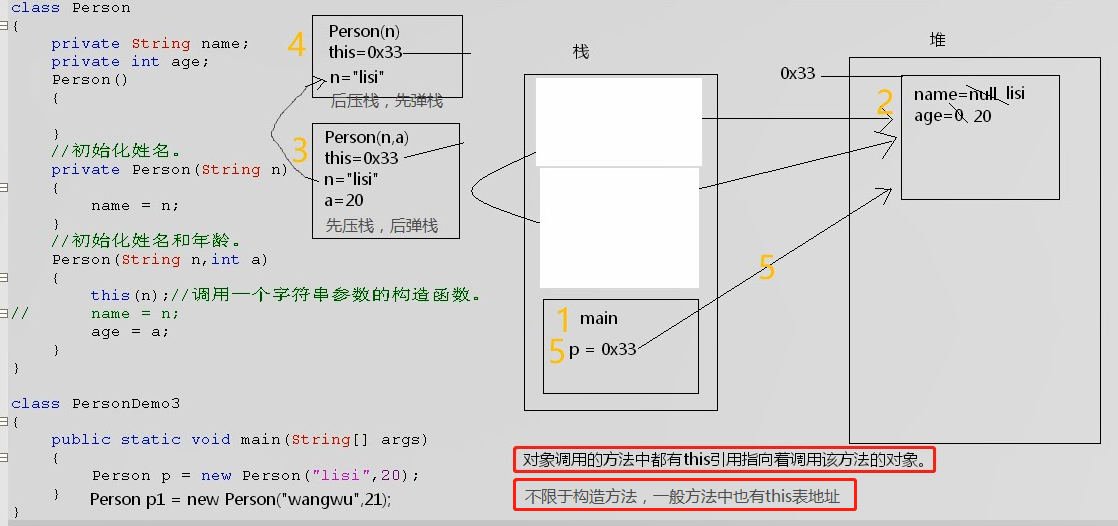 class Person
{
private String name;
private int age;
Person()
{
}
//初始化姓名。
private Person(String n)
{
name = n;
}
//初始化姓名和年龄。
Person(String n,int a)
{
this(n);//调用一个字符串参数的构造函数。
// name = n;
age = a;
}
}
class PersonDemo3
{
public static void main(String[] args)
{
Person p = new Person("lisi",20);
} Person p1 = new Person("wangwu",21);
}
4
Person(n)
this=0x33
n="lisi"
后压栈，先弹栈
3
Person(n,a)
this=0x33
n="lisi"
a=20
先压栈，后弹栈
栈
1 main
5 p = 0x33
5
堆
0x33
2
name=null lisi
age=0 20
对象调用的方法中都有this引用指向着调用该方法的对象。
不限于构造方法，一般方法中也有this表地址